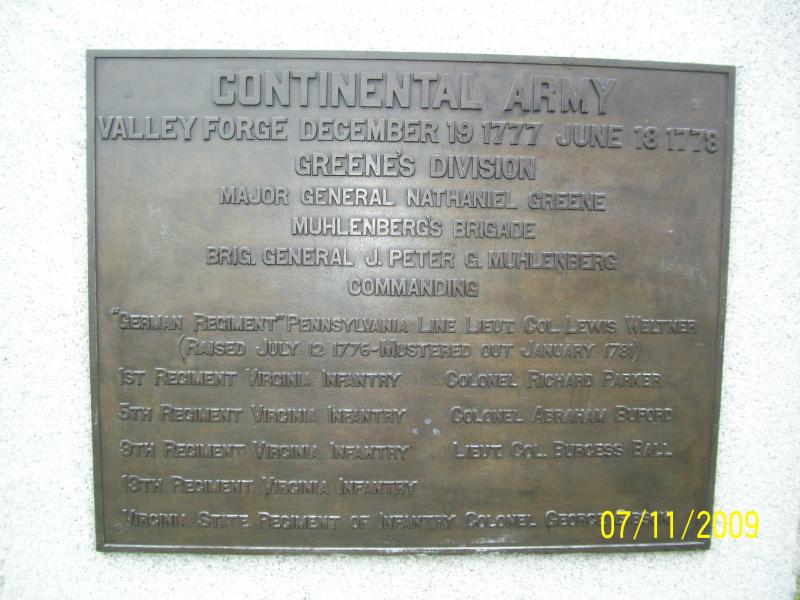 CONTINENTAL ARMY
VALLEY FORGE DECEMBER 19 1777 JUNE 18 1778
GREENE'S DIVISION
MAJOR GENERAL NATHANIEL GREENE
MUHLENBERG'S BRIGADE
BRIG. GENERAL J. PETER G. MUHLENBERG
COMMANDING
"GERMAN REGIMENT" PENNSYLVANIA LINE LIEUT. COL. LEWIS WELTNER
(RAISED JULY 12 1776-MUSTERED OUT JANUARY 1781)
1ST REGIMENT VIRGINIA INFANTRY COLONEL RICHARD PARKER
5TH REGIMENT VIRGINIA INFANTRY COLONEL ABRAHAM BUFORD
9TH REGIMENT VIRGINIA INFANTRY LIEUT. COL. BURGESS BALL
13TH REGIMENT VIRGINIA INFANTRY
VIRGINIA STATE REGIMENT OF INFANTRY COLONEL GEORGE
07/11/2009